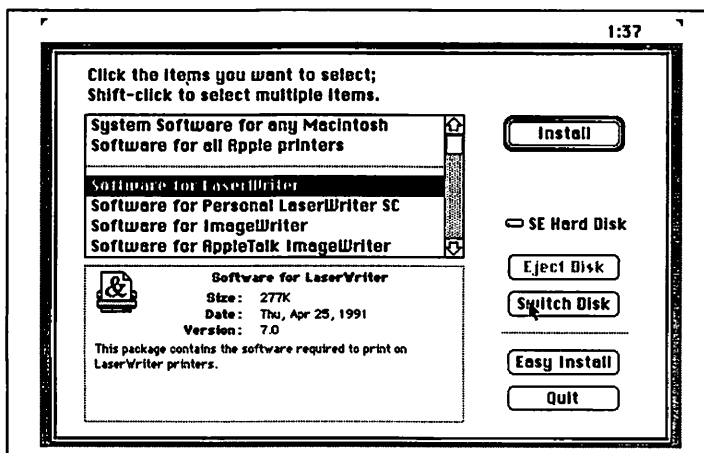 1:37
Click the items you want to select;
Shift-click to select multiple items.
System Software for any Macintosh
Software for all Apple printers
Software for LaserWriter
Software for Personal LaserWriter SC
Software for ImageWriter
Software for AppleTalk ImageWriter
Install
SE Hard Disk
Eject Disk
Switch Disk
Easy Install
Quit
&
Software for LaserWriter
Size: 277K
Date: Thu, Apr 25, 1991
Version: 7.0
This package contains the software required to print on
LaserWriter printers.